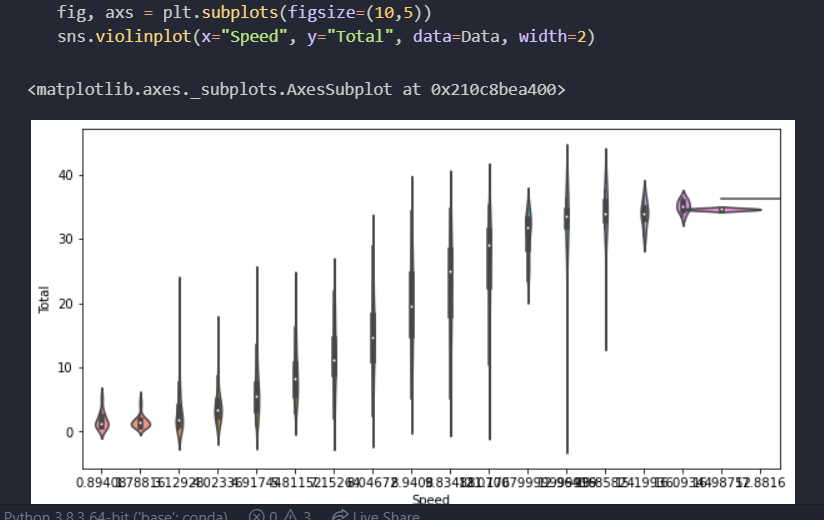 fig, axs = plt.subplots(figsize=(10,5))
sns.violinplot(x="Speed", y="Total", data=Data, width=2)
<matplotlib.axes._subplots.AxesSubplot at 0x210c8bea400>
40
30
20
10
0
Total
Speed
Python 3.8.3 64-bit ('base': conda) 0 3 Live Share